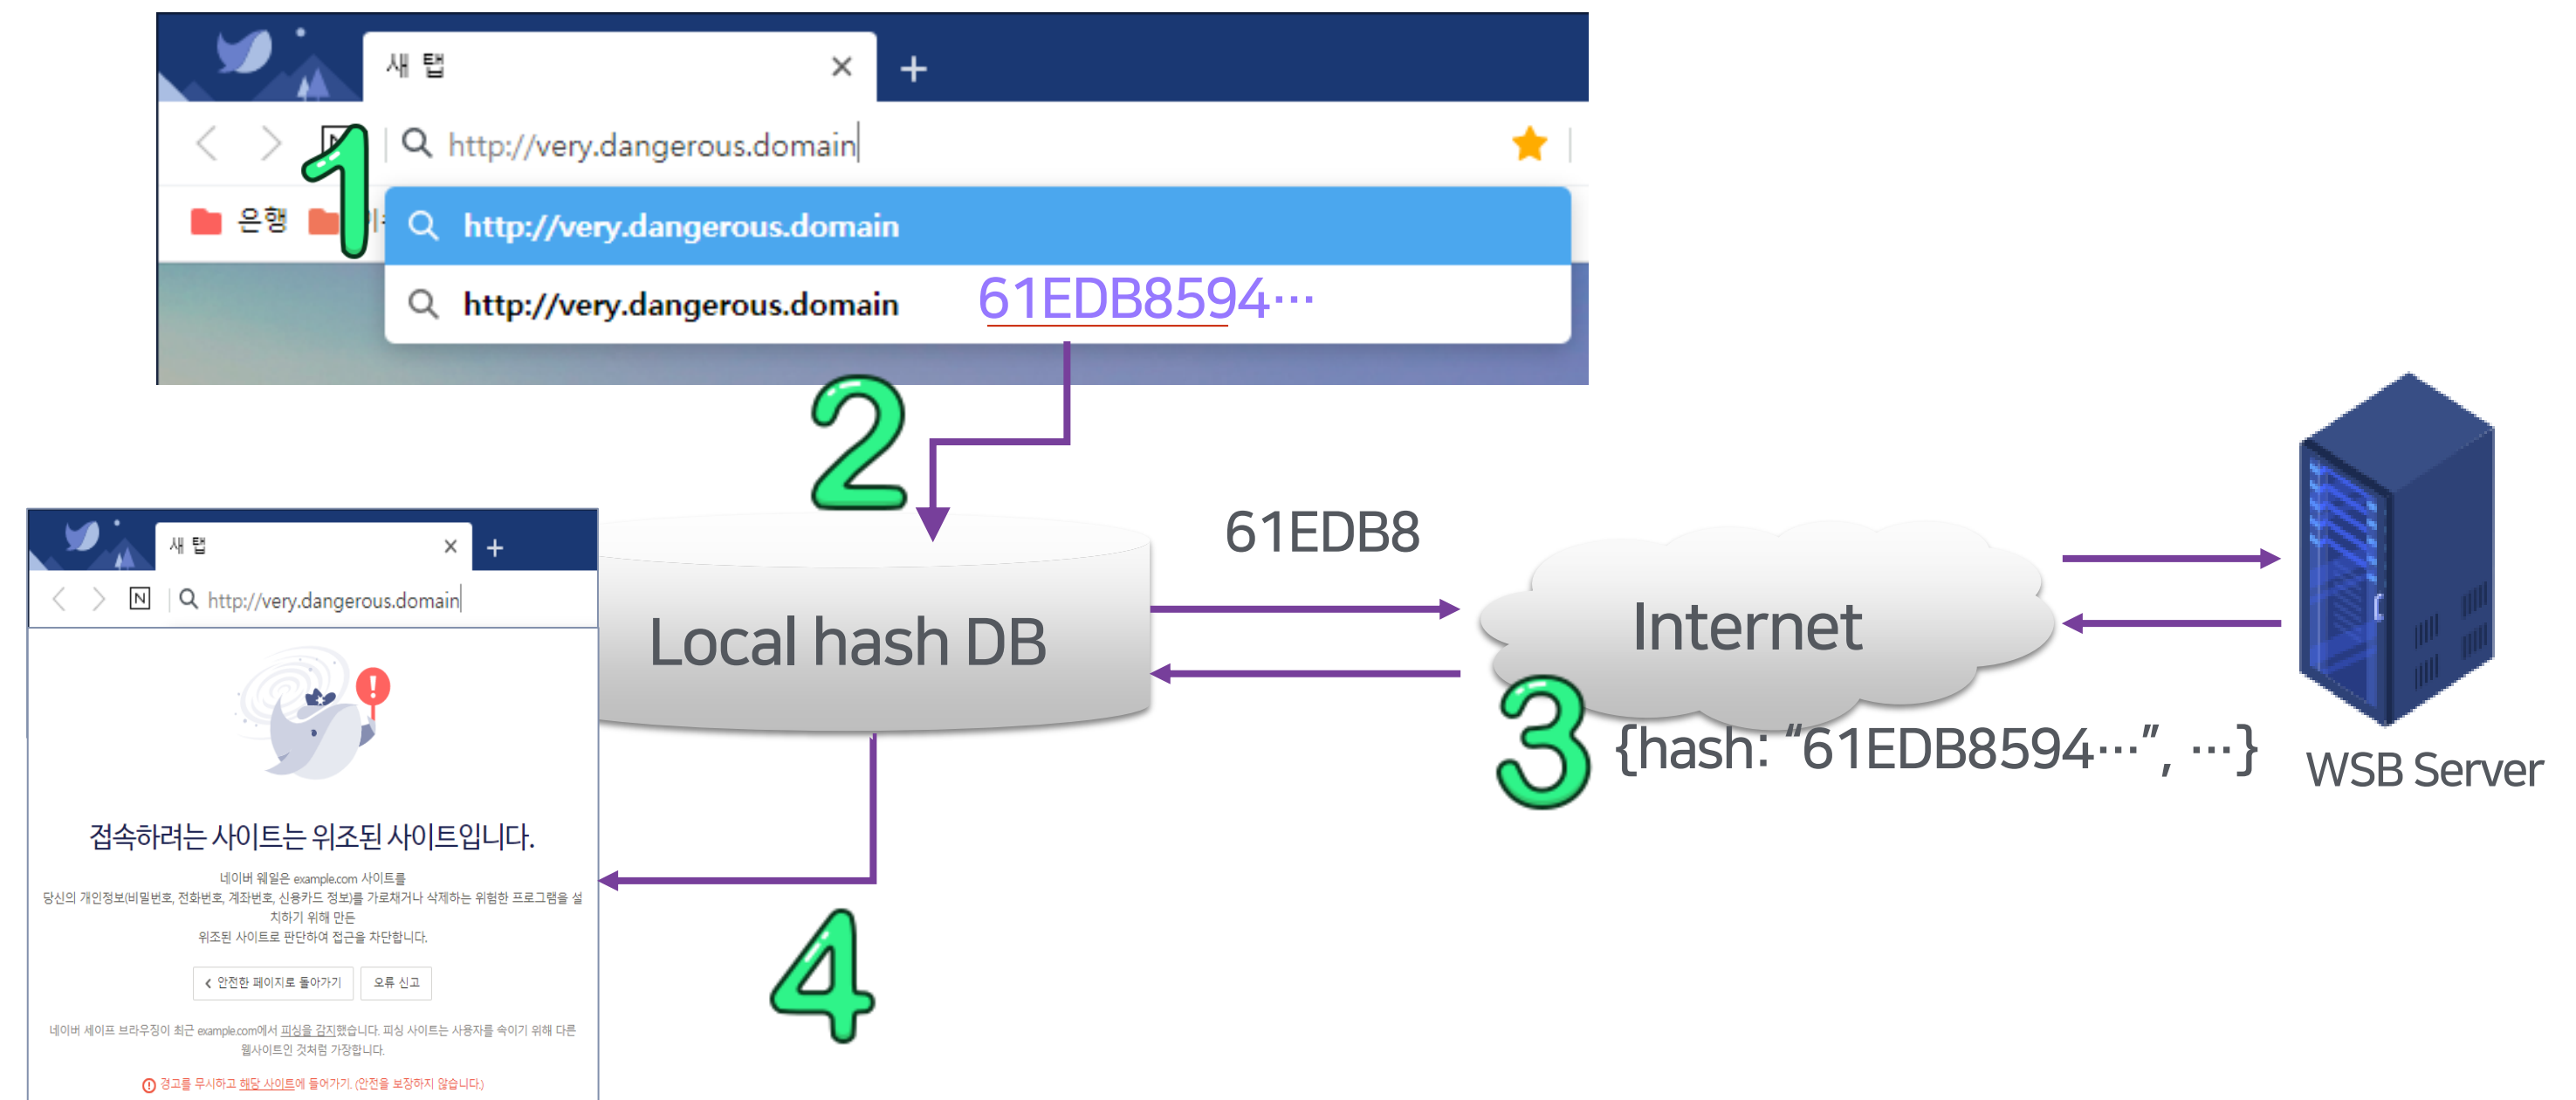 새 탭
http://very.dangerous.domain
1
은행
http://very.dangerous.domain
http://very.dangerous.domain 61EDB8594…
2
61EDB8
Local hash DB
Internet
3
{hash: “61EDB8594…”, …}
WSB Server
4
새 탭
N
http://very.dangerous.domain
접속하려는 사이트는 위조된 사이트입니다.
네이버 웨일은 example.com 사이트를
당신의 개인정보(비밀번호, 전화번호, 계좌번호, 신용카드 정보)를 가로채거나 삭제하는 위험한 프로그램을 설
치하기 위해 만든
위조된 사이트로 판단하여 접근을 차단합니다.
안전한 페이지로 돌아가기 오류 신고
네이버 세이프 브라우징이 최근 example.com에서 피싱을 감지했습니다. 피싱 사이트는 사용자를 속이기 위해 다른
웹사이트인 것처럼 가장합니다.
경고를 무시하고 해당 사이트에 들어가기. (안전을 보장하지 않습니다.)